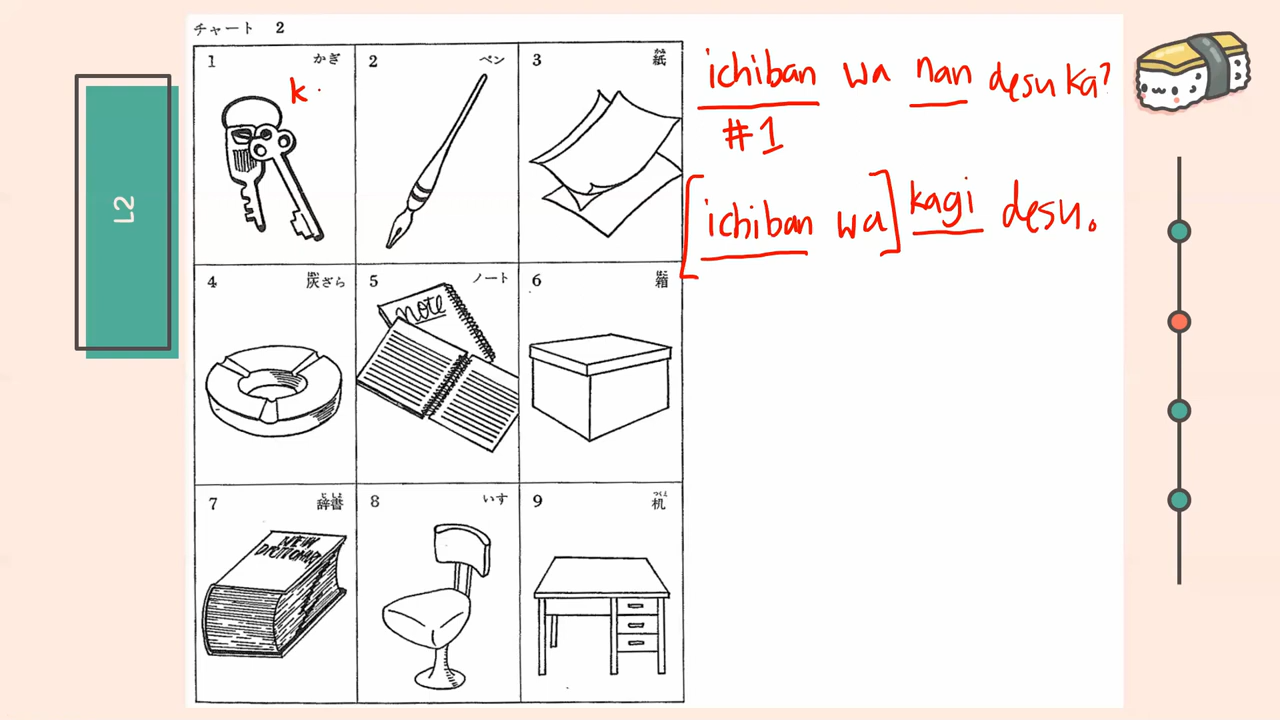 チャート 2
1 かぎ
k
2 ペン
3 紙
4 灰ざら
5 ノート
note
6 箱
7 辞書
NEW
DICTIONARY
8 いす
9 机
L2
ichiban wa nan desu ka?
#1
[ichiban wa] kagi desu.